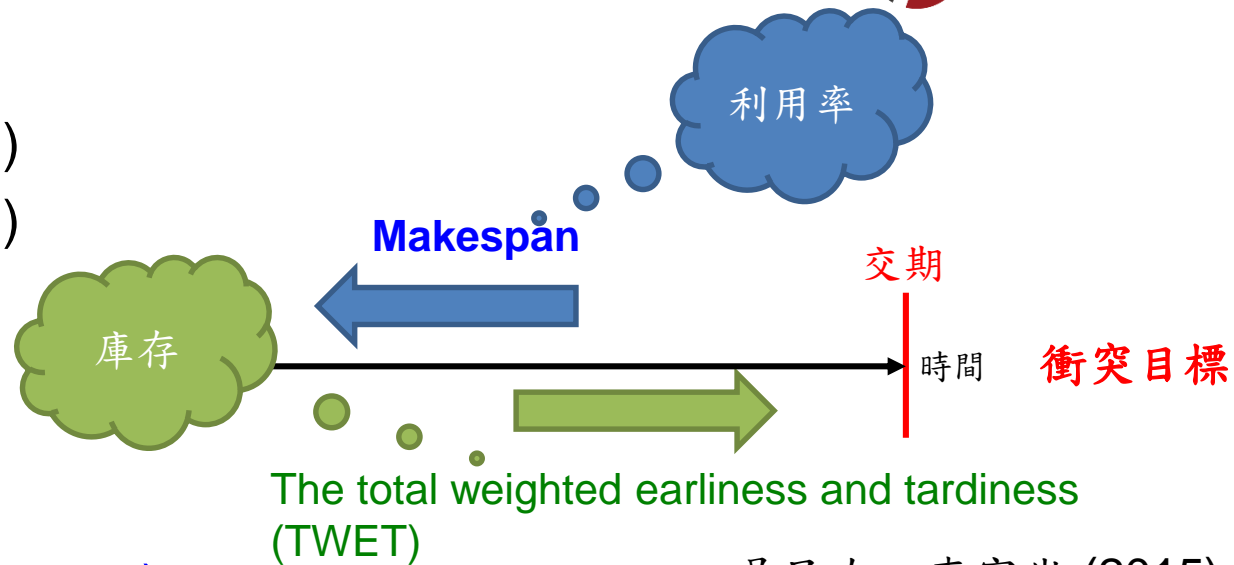 利用率
)
)
Makespan
交期
庫存
時間
衝突目標
The total weighted earliness and tardiness
(TWET)
(2015)